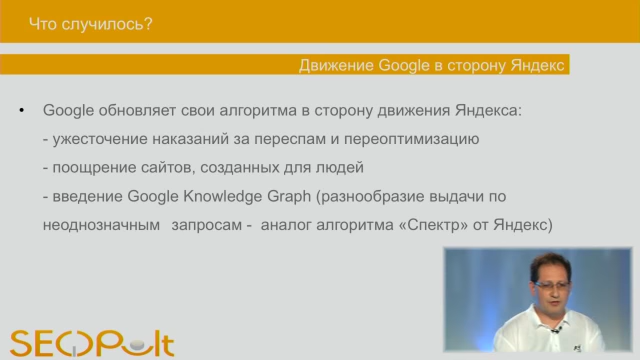 Что случилось?
Движение Google в сторону Яндекс
• Google обновляет свои алгоритма в сторону движения Яндекса:
- ужесточение наказаний за переспам и переоптимизацию
- поощрение сайтов, созданных для людей
- введение Google Knowledge Graph (разнообразие выдачи по
неоднозначным запросам - аналог алгоритма «Спектр» от Яндекс)
SEOPult